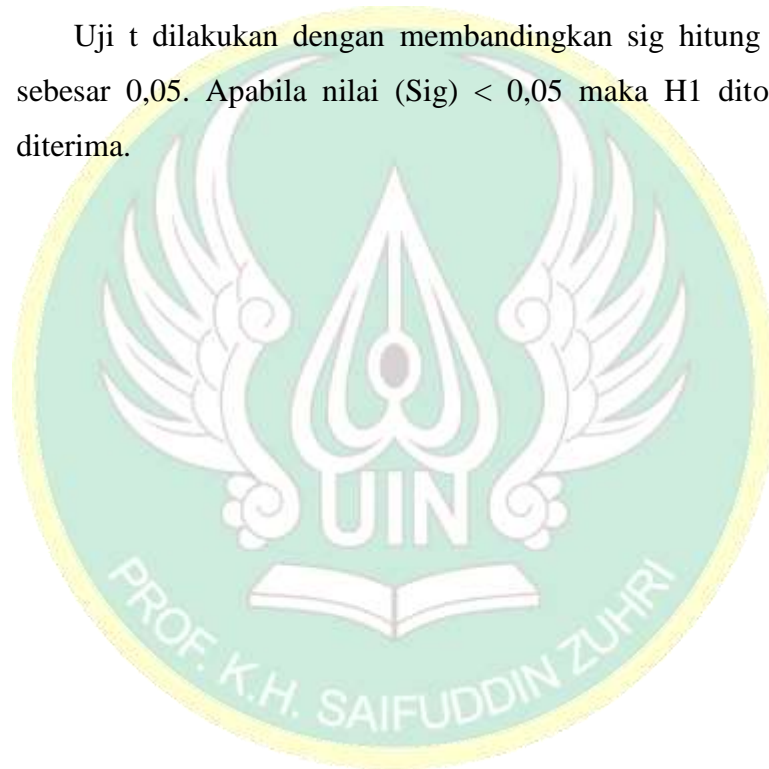 Uji t dilakukan dengan membandingkan sig hitung
sebesar 0,05. Apabila nilai (Sig) < 0,05 maka H1
diterima.
UIN
PROF. K.H. SAIFUDDIN ZUHRI